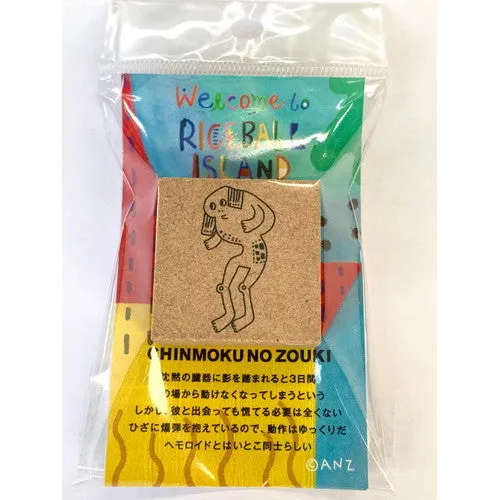 Welcome to
RICEBALL
ISLAND
CHINMOKU NO ZOUKI
沈黙の臓器に影を踏まれると3日間
の場から動けなくなってしまうという
しかし、彼と出会っても慌てる必要は全くない
ひざに爆弾を抱えているので、動作はゆっくりだ
ヘモロイドとはいとこ同士らしい
©ANZ